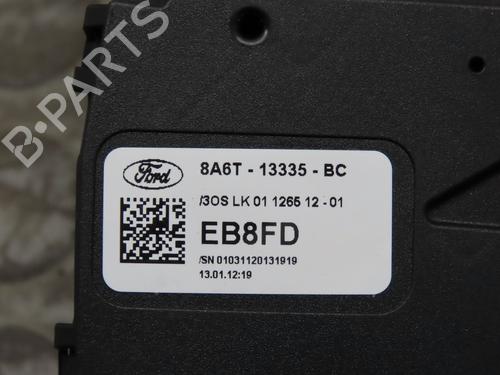 B-PARTS
Ford
8A6T - 13335 - BC
/3OS LK 01 1265 12 - 01
EB8FD
/SN 01031120131919
13.01.12:19